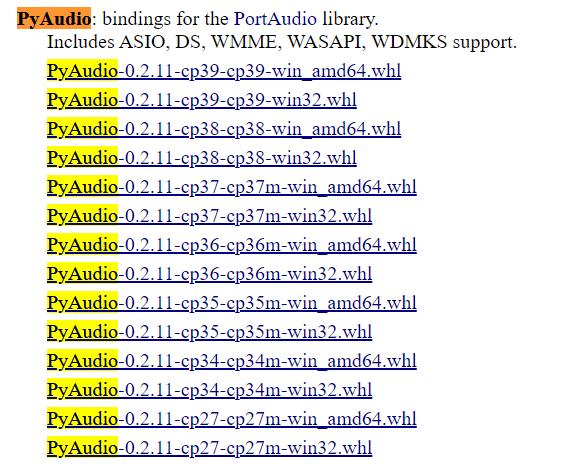 PyAudio: bindings for the PortAudio library.
Includes ASIO, DS, WMME, WASAPI, WDMKS support.
PyAudio-0.2.11-cp39-cp39-win_amd64.whl
PyAudio-0.2.11-cp39-cp39-win32.whl
PyAudio-0.2.11-cp38-cp38-win_amd64.whl
PyAudio-0.2.11-cp38-cp38-win32.whl
PyAudio-0.2.11-cp37-cp37m-win_amd64.whl
PyAudio-0.2.11-cp37-cp37m-win32.whl
PyAudio-0.2.11-cp36-cp36m-win_amd64.whl
PyAudio-0.2.11-cp36-cp36m-win32.whl
PyAudio-0.2.11-cp35-cp35m-win_amd64.whl
PyAudio-0.2.11-cp35-cp35m-win32.whl
PyAudio-0.2.11-cp34-cp34m-win_amd64.whl
PyAudio-0.2.11-cp34-cp34m-win32.whl
PyAudio-0.2.11-cp27-cp27m-win_amd64.whl
PyAudio-0.2.11-cp27-cp27m-win32.whl